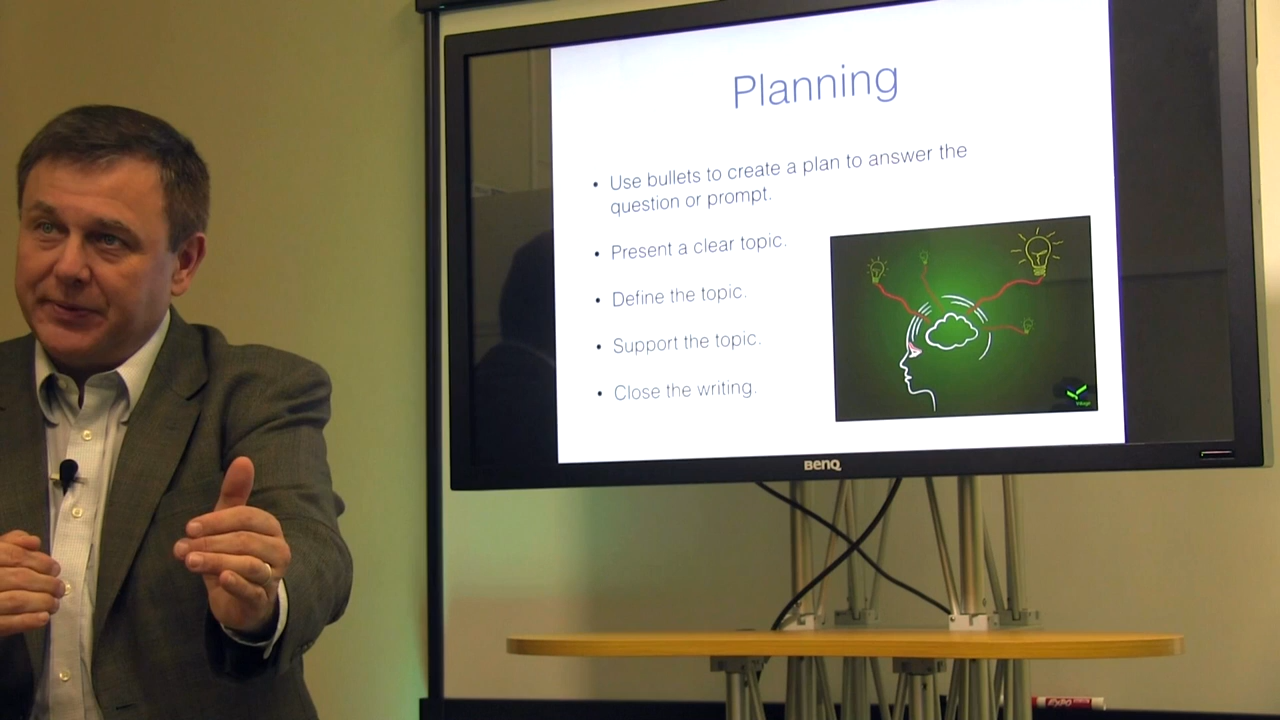 Planning
• Use bullets to create a plan to answer the
question or prompt.
• Present a clear topic.
• Define the topic.
• Support the topic.
• Close the writing.
BenQ